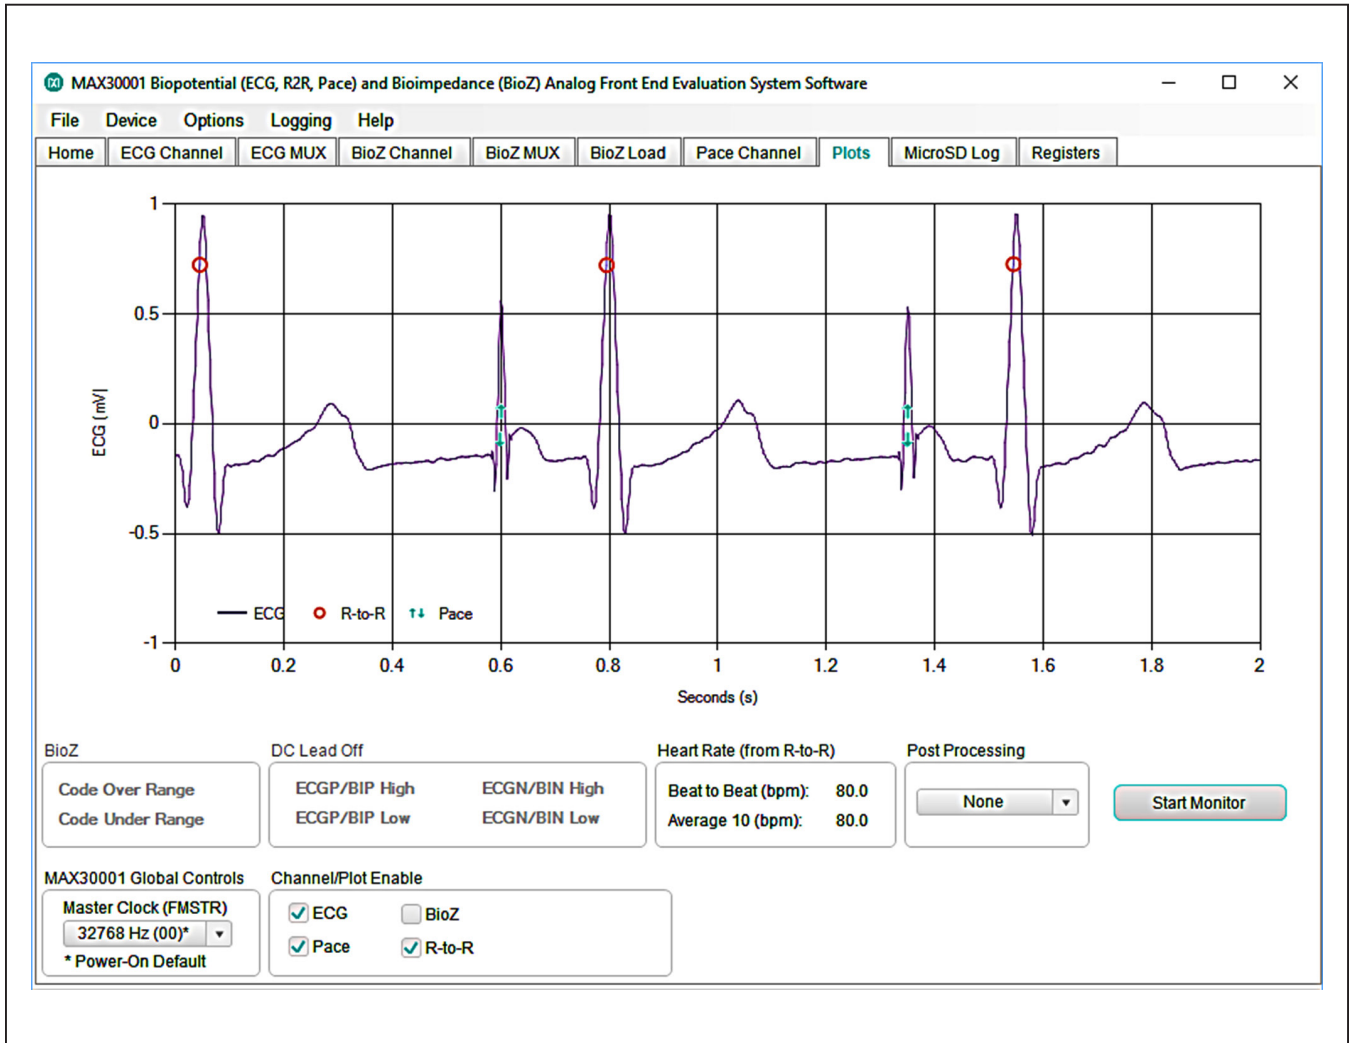 MAX30001 Biopotential (ECG, R2R, Pace) and Bioimpedance (BioZ) Analog Front End Evaluation System Software
File Device Options Logging Help
Home ECG Channel ECG MUX BioZ Channel BioZ MUX BioZ Load Pace Channel Plots MicroSD Log Registers
1
0.5
0
-0.5
-1
ECG (mV)
ECG R-to-R Pace
0 0.2 0.4 0.6 0.8 1 1.2 1.4 1.6 1.8 2
Seconds (s)
BioZ DC Lead Off Heart Rate (from R-to-R) Post Processing
Code Over Range ECGP/BIP High ECGN/BIN High Beat to Beat (bpm): 80.0
None Start Monitor
Code Under Range ECGP/BIP Low ECGN/BIN Low Average 10 (bpm): 80.0
MAX30001 Global Controls Channel/Plot Enable
Master Clock (FMSTR) ECG BioZ
32768 Hz (00)*
Pace R-to-R
* Power-On Default